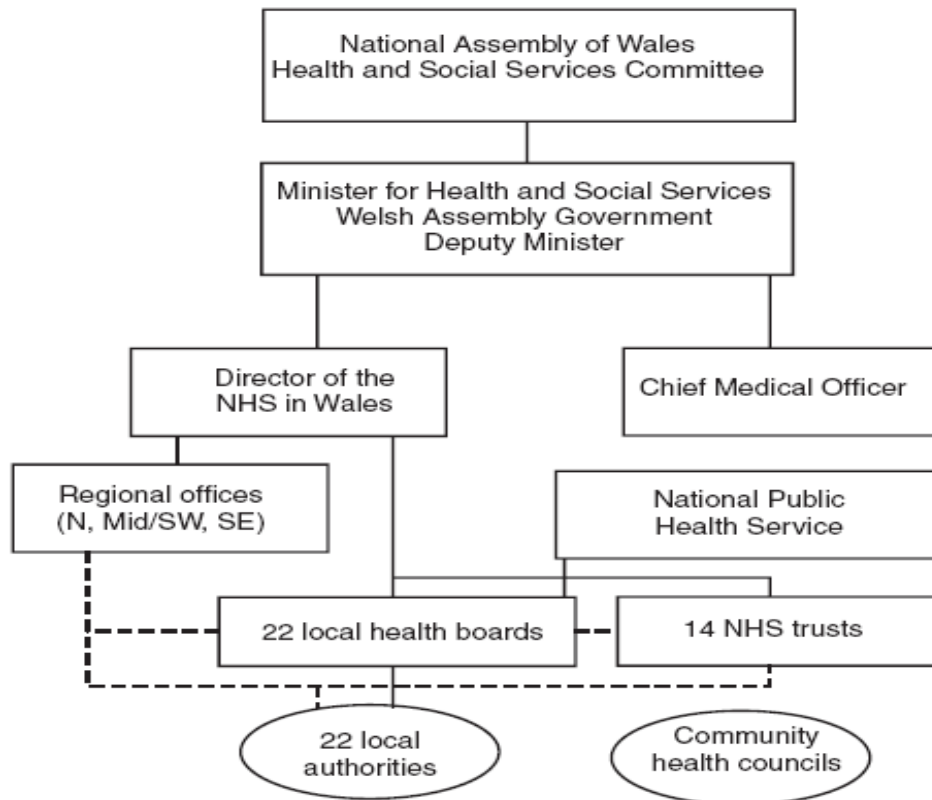 National Assembly of Wales
Health and Social Services Committee
Minister for Health and Social Services
Welsh Assembly Government
Deputy Minister
Director of the
NHS in Wales
Chief Medical Officer
Regional offices
(N, Mid/SW, SE)
National Public
Health Service
22 local health boards
14 NHS trusts
22 local
authorities
Community
health councils